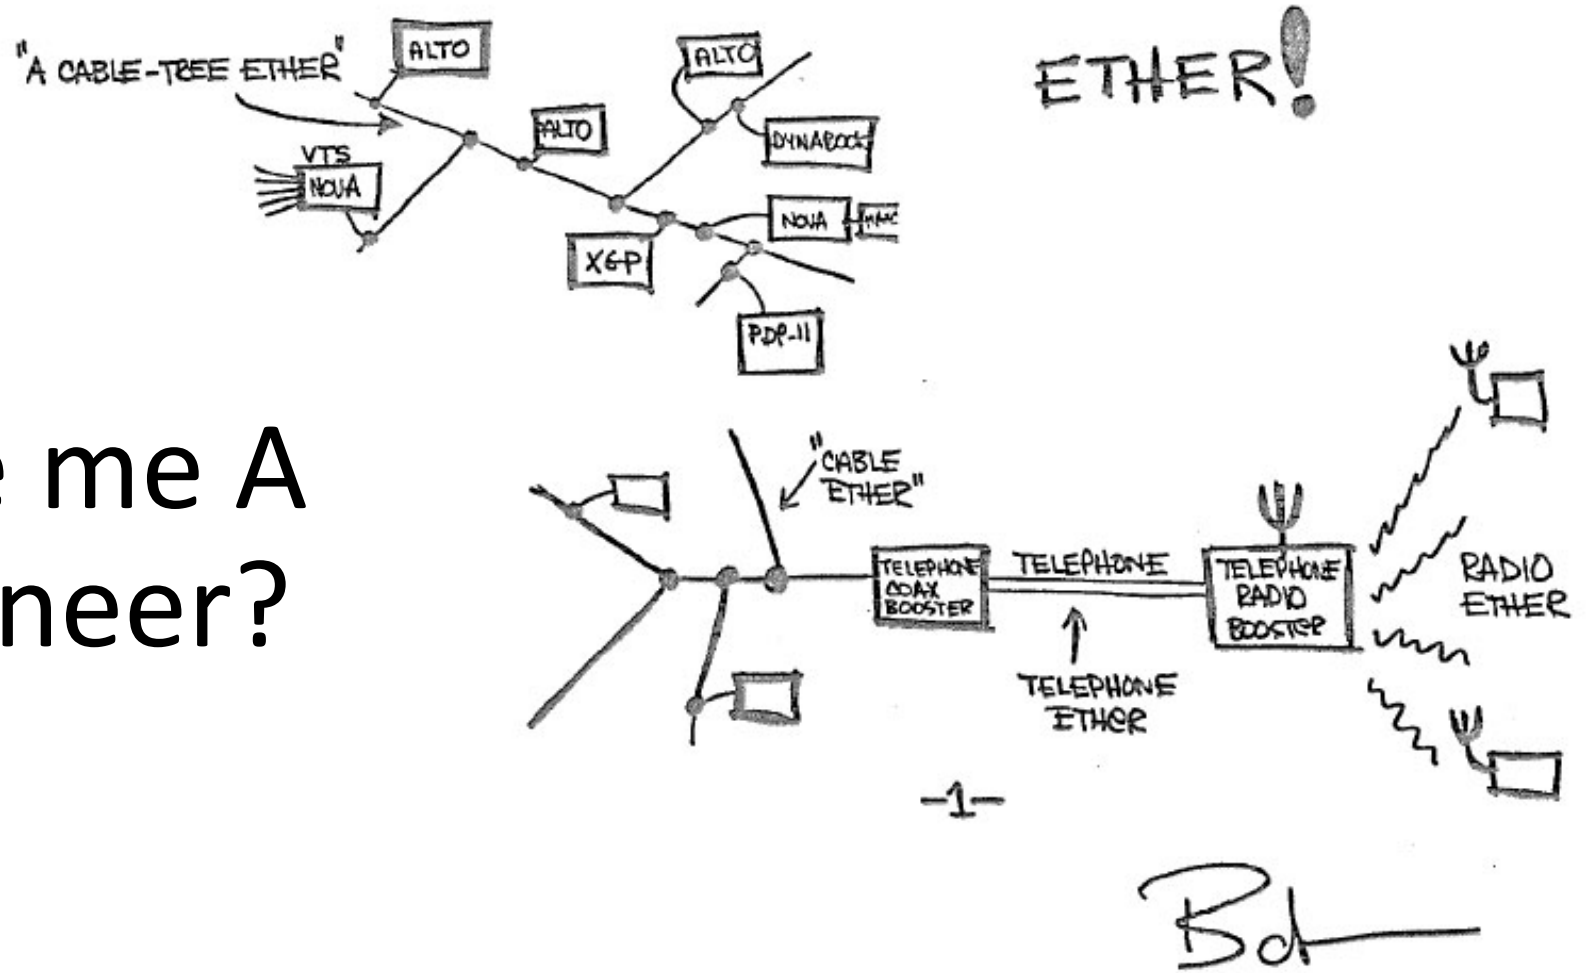 "A CABLE-TREE ETHER"
ALTO
ALTO
ETHER!
ALTO
DYNABOOK
VTS
NOVA
NOVA
XGP
PDP-11
me A
neer?
"CABLE
ETHER"
TELEPHONE
COAX
BOOSTER
TELEPHONE
TELEPHONE
RADIO
BOOSTER
RADIO
ETHER
TELEPHONE
ETHER
-1-